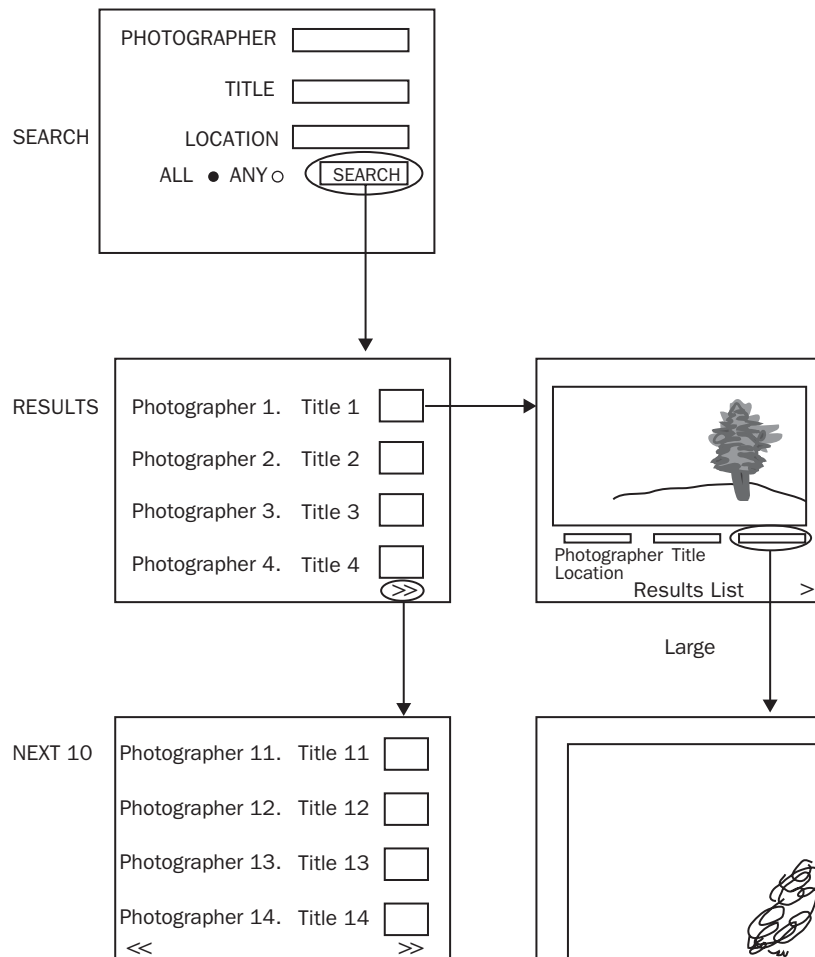 PHOTOGRAPHER
TITLE
SEARCH
LOCATION
ALL ANY SEARCH
RESULTS
Photographer 1. Title 1
Photographer 2. Title 2
Photographer 3. Title 3
Photographer 4. Title 4
>>
Photographer Title
Location
Results List >
Large
NEXT 10
Photographer 11. Title 11
Photographer 12. Title 12
Photographer 13. Title 13
Photographer 14. Title 14
<< >>